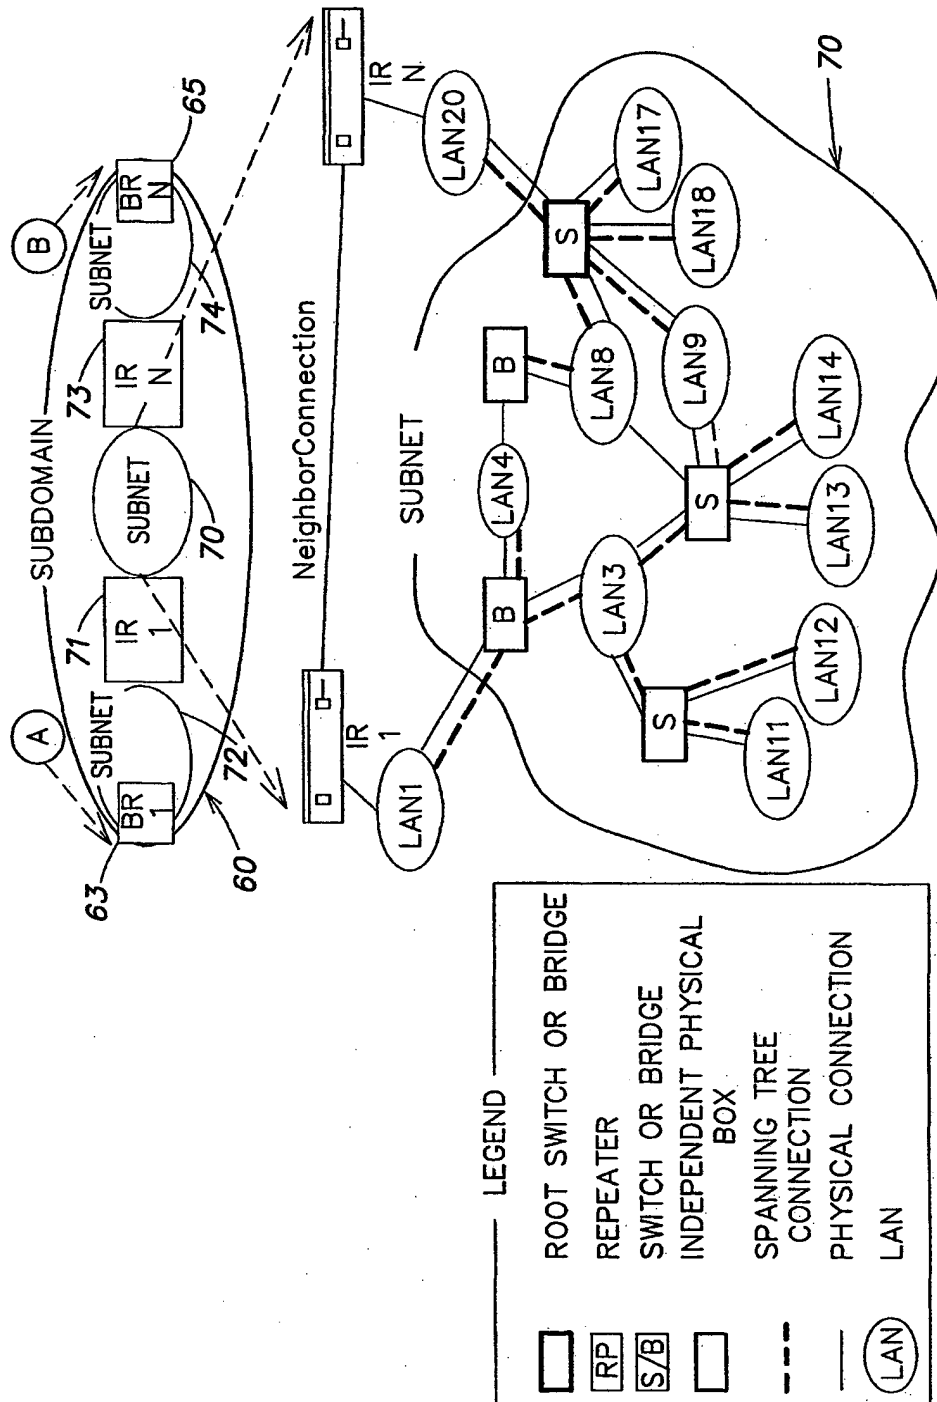 A
B
SUBDOMAIN
63
BR
1
SUBNET
71
IR
1
SUBNET
73
IR
N
SUBNET
BR
N
65
60
72
70
74
NeighborConnection
IR
1
IR
N
LAN1
SUBNET
LAN20
B
LAN4
B
S
LAN3
LAN8
LAN17
S
LAN9
LAN18
S
LAN11
LAN12
LAN13
LAN14
70
LEGEND
ROOT SWITCH OR BRIDGE
RP REPEATER
S/B SWITCH OR BRIDGE
INDEPENDENT PHYSICAL
BOX
SPANNING TREE
CONNECTION
PHYSICAL CONNECTION
LAN LAN